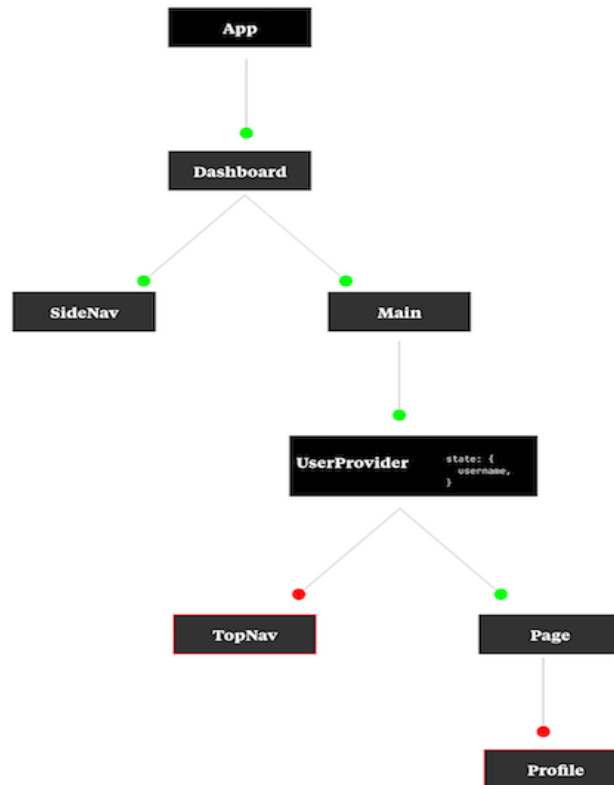 App
Dashboard
SideNav
Main
UserProvider
state: {
username,
}
TopNav
Page
Profile